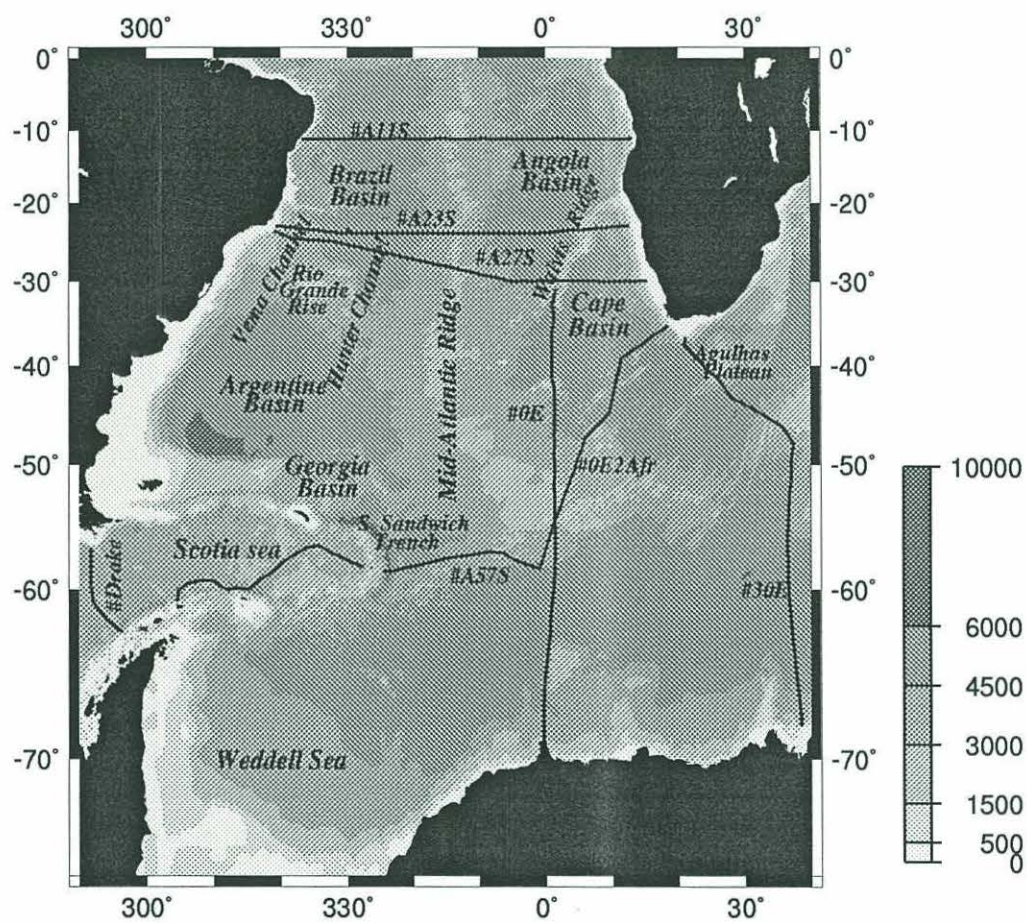 300° 330° 0° 30°
0° 0°
-10° -10°
#A11S
Brazil
Basin
Angola
Basin
-20° -20°
#A23S
Walvis Ridge
#A27S
Vema Channel
Rio
Grande
Rise
Hunter Channel
-30° -30°
Cape
Basin
Mid-Atlantic Ridge
Agulhas
Plateau
-40° -40°
Argentine
Basin
#0E
#0E2Afr
Georgia
Basin
-50° -50°
S. Sandwich
Trench
Scotia sea
#Drake
#A57S
#30E
-60° -60°
Weddell Sea
-70° -70°
300° 330° 0° 30°
10000
6000
4500
3000
1500
500
0